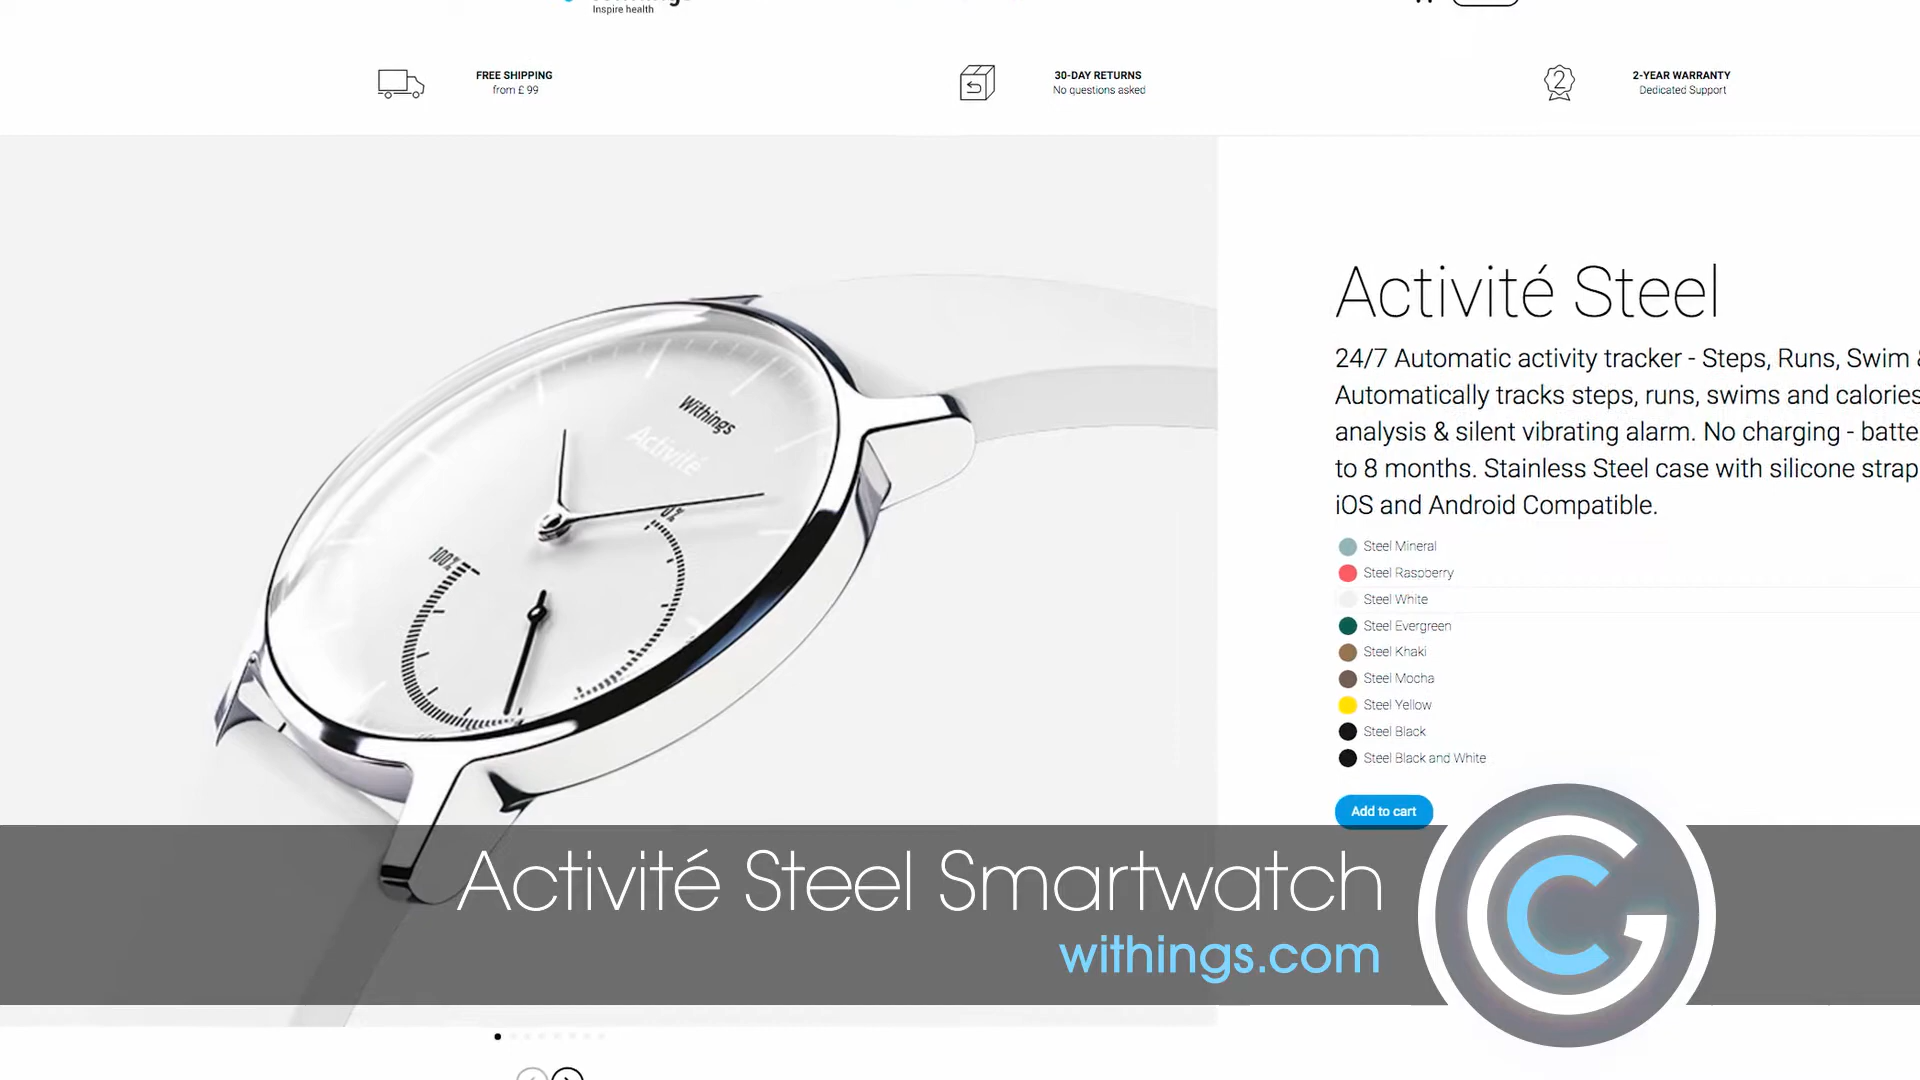 Inspire health
FREE SHIPPING
from £ 99
30-DAY RETURNS
No questions asked
2
2-YEAR WARRANTY
Dedicated Support
Withings
Activité
0%
100%
Activité Steel
24/7 Automatic activity tracker - Steps, Runs, Swim &
Automatically tracks steps, runs, swims and calories
analysis & silent vibrating alarm. No charging - batte
to 8 months. Stainless Steel case with silicone strap
iOS and Android Compatible.
Steel Mineral
Steel Raspberry
Steel White
Steel Evergreen
Steel Khaki
Steel Mocha
Steel Yellow
Steel Black
Steel Black and White
Add to cart
Activité Steel Smartwatch
withings.com
GC